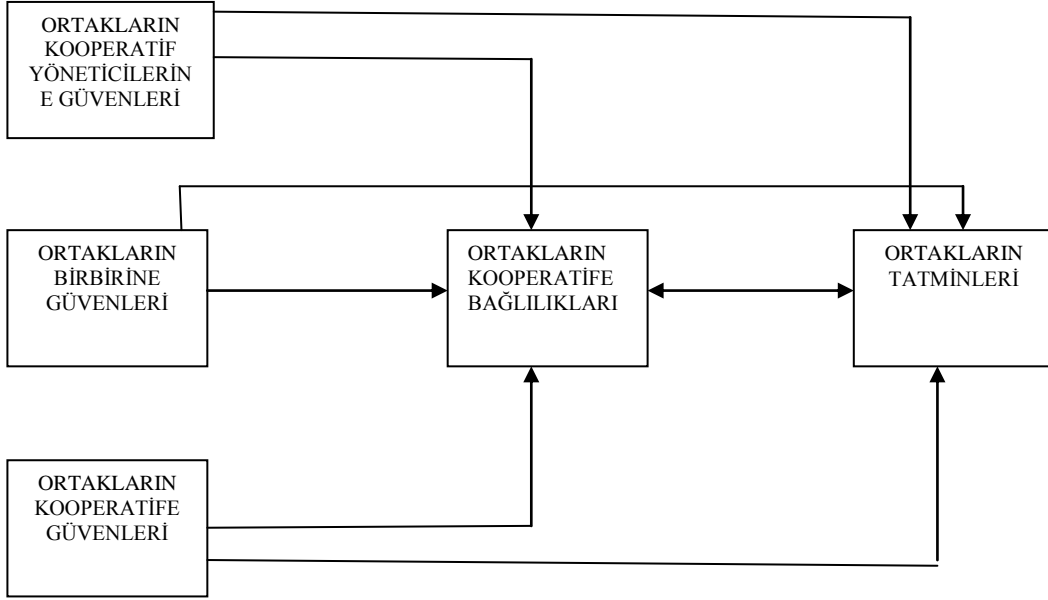 ORTAKLARIN
KOOPERATİF
YÖNETİCİLERİN
E GÜVENLERİ
ORTAKLARIN
BİRBİRİNE
GÜVENLERİ
ORTAKLARIN
KOOPERATİFE
BAĞLILIKLARI
ORTAKLARIN
TATMİNLERİ
ORTAKLARIN
KOOPERATİFE
GÜVENLERİ